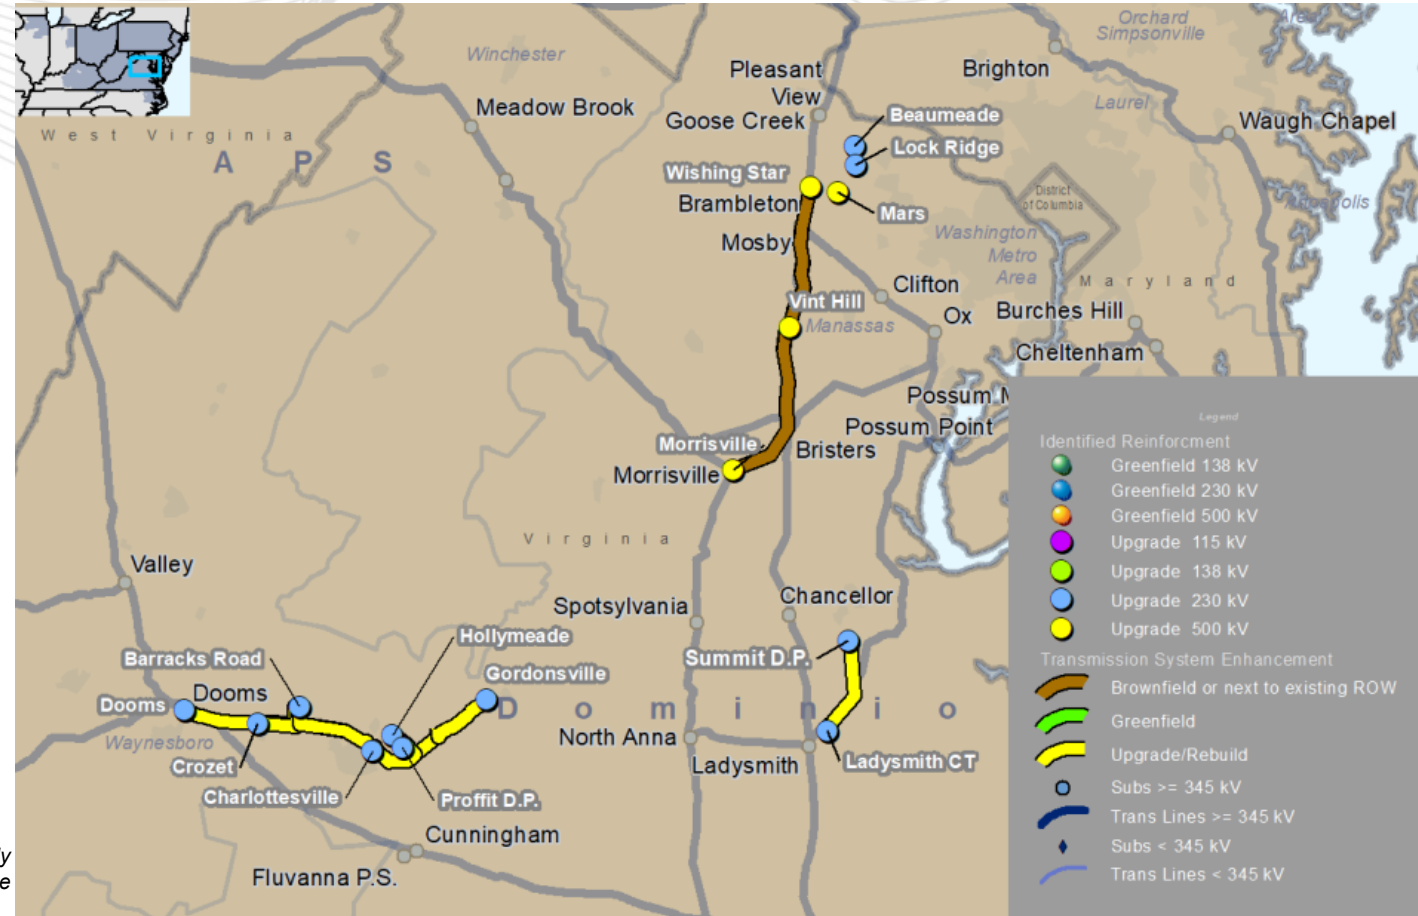 Orchard
Simpsonville
Area
Winchester
Pleasant
View
Brighton
Meadow Brook
Goose Creek
Beaumeade
Laurel
Waugh Chapel
West Virginia
APS
Lock Ridge
Wishing Star
Brambleton
Mars
District
of Columbia
Annapolis
Mosby
Washington
Metro
Area
Maryland
Clifton
Vint Hill
Manassas
Ox
Burches Hill
Cheltenham
Possum M
Possum Point
Morrisville
Bristers
Morrisville
Virginia
Valley
Spotsylvania
Chancellor
Hollymeade
Barracks Road
Summit D.P.
Gordonsville
Dooms
Dooms
Dominio
Waynesboro
North Anna
Crozet
Ladysmith
Ladysmith CT
Charlottesville
Proffit D.P.
Cunningham
Fluvanna P.S.
ly
e
Legend
Identified Reinforcment
Greenfield 138 kV
Greenfield 230 kV
Greenfield 500 kV
Upgrade 115 kV
Upgrade 138 kV
Upgrade 230 kV
Upgrade 500 kV
Transmission System Enhancement
Brownfield or next to existing ROW
Greenfield
Upgrade/Rebuild
Subs >= 345 kV
Trans Lines >= 345 kV
Subs < 345 kV
Trans Lines < 345 kV